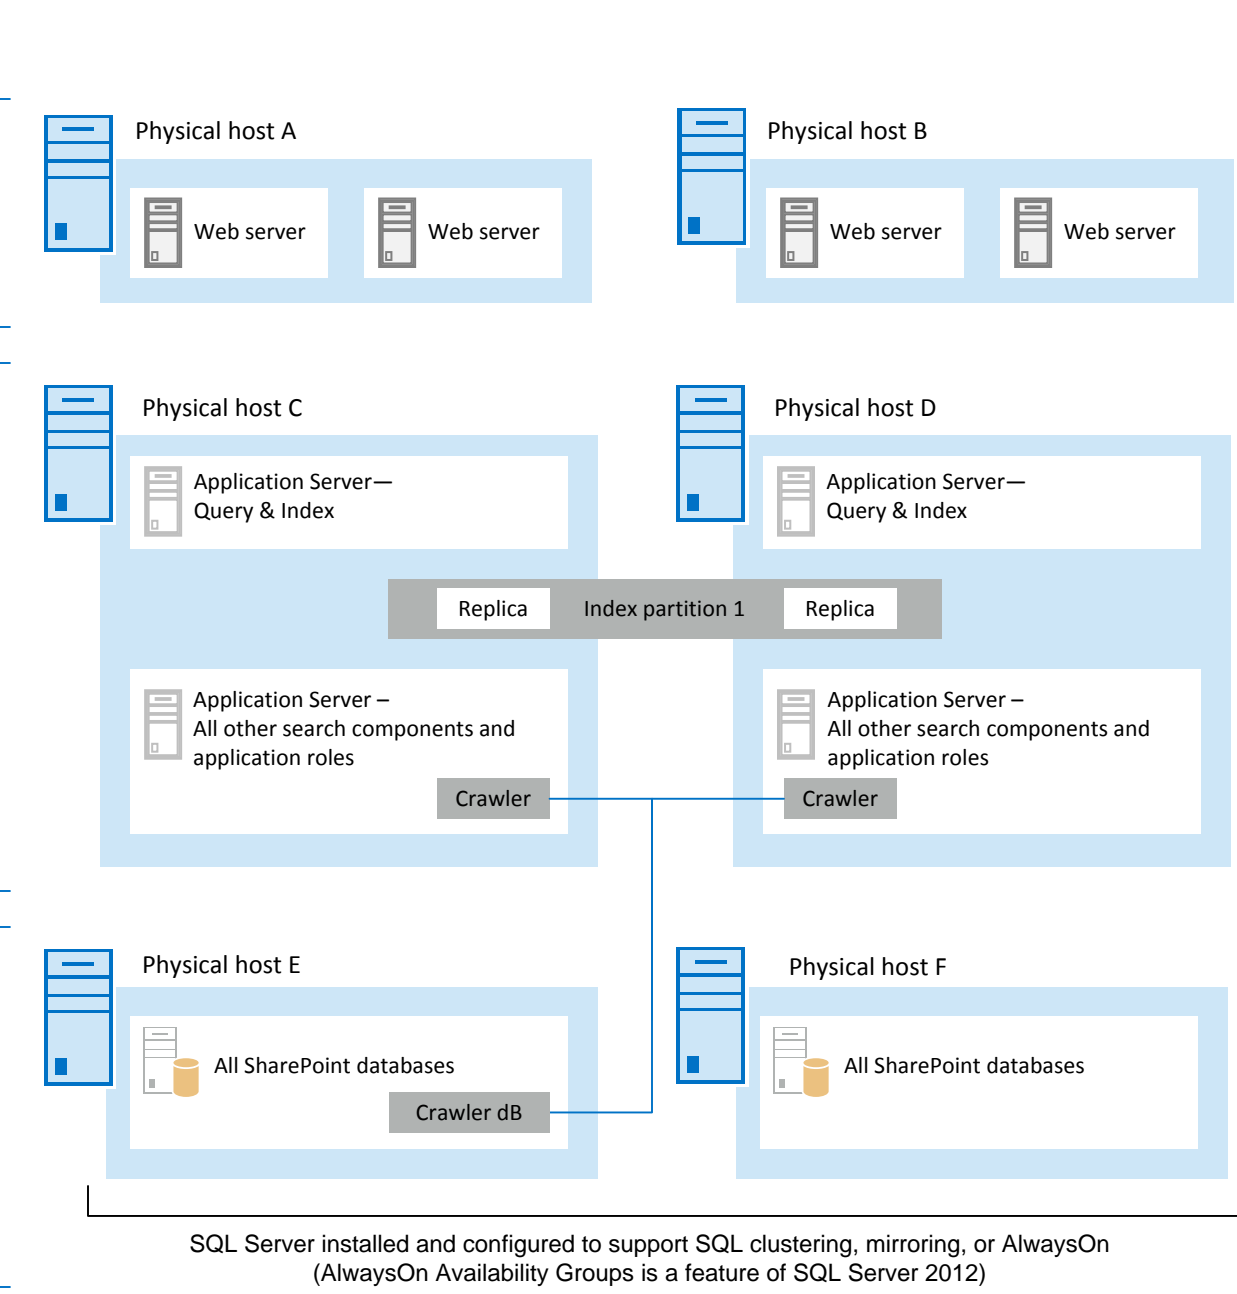 Physical host A
Physical host B
Web server
Web server
Web server
Web server
Physical host C
Physical host D
Application Server—
Query & Index
Application Server—
Query & Index
Replica
Index partition 1
Replica
Application Server –
All other search components and
application roles
Crawler
Application Server –
All other search components and
application roles
Crawler
Physical host E
Physical host F
All SharePoint databases
Crawler dB
All SharePoint databases
SQL Server installed and configured to support SQL clustering, mirroring, or AlwaysOn
(AlwaysOn Availability Groups is a feature of SQL Server 2012)